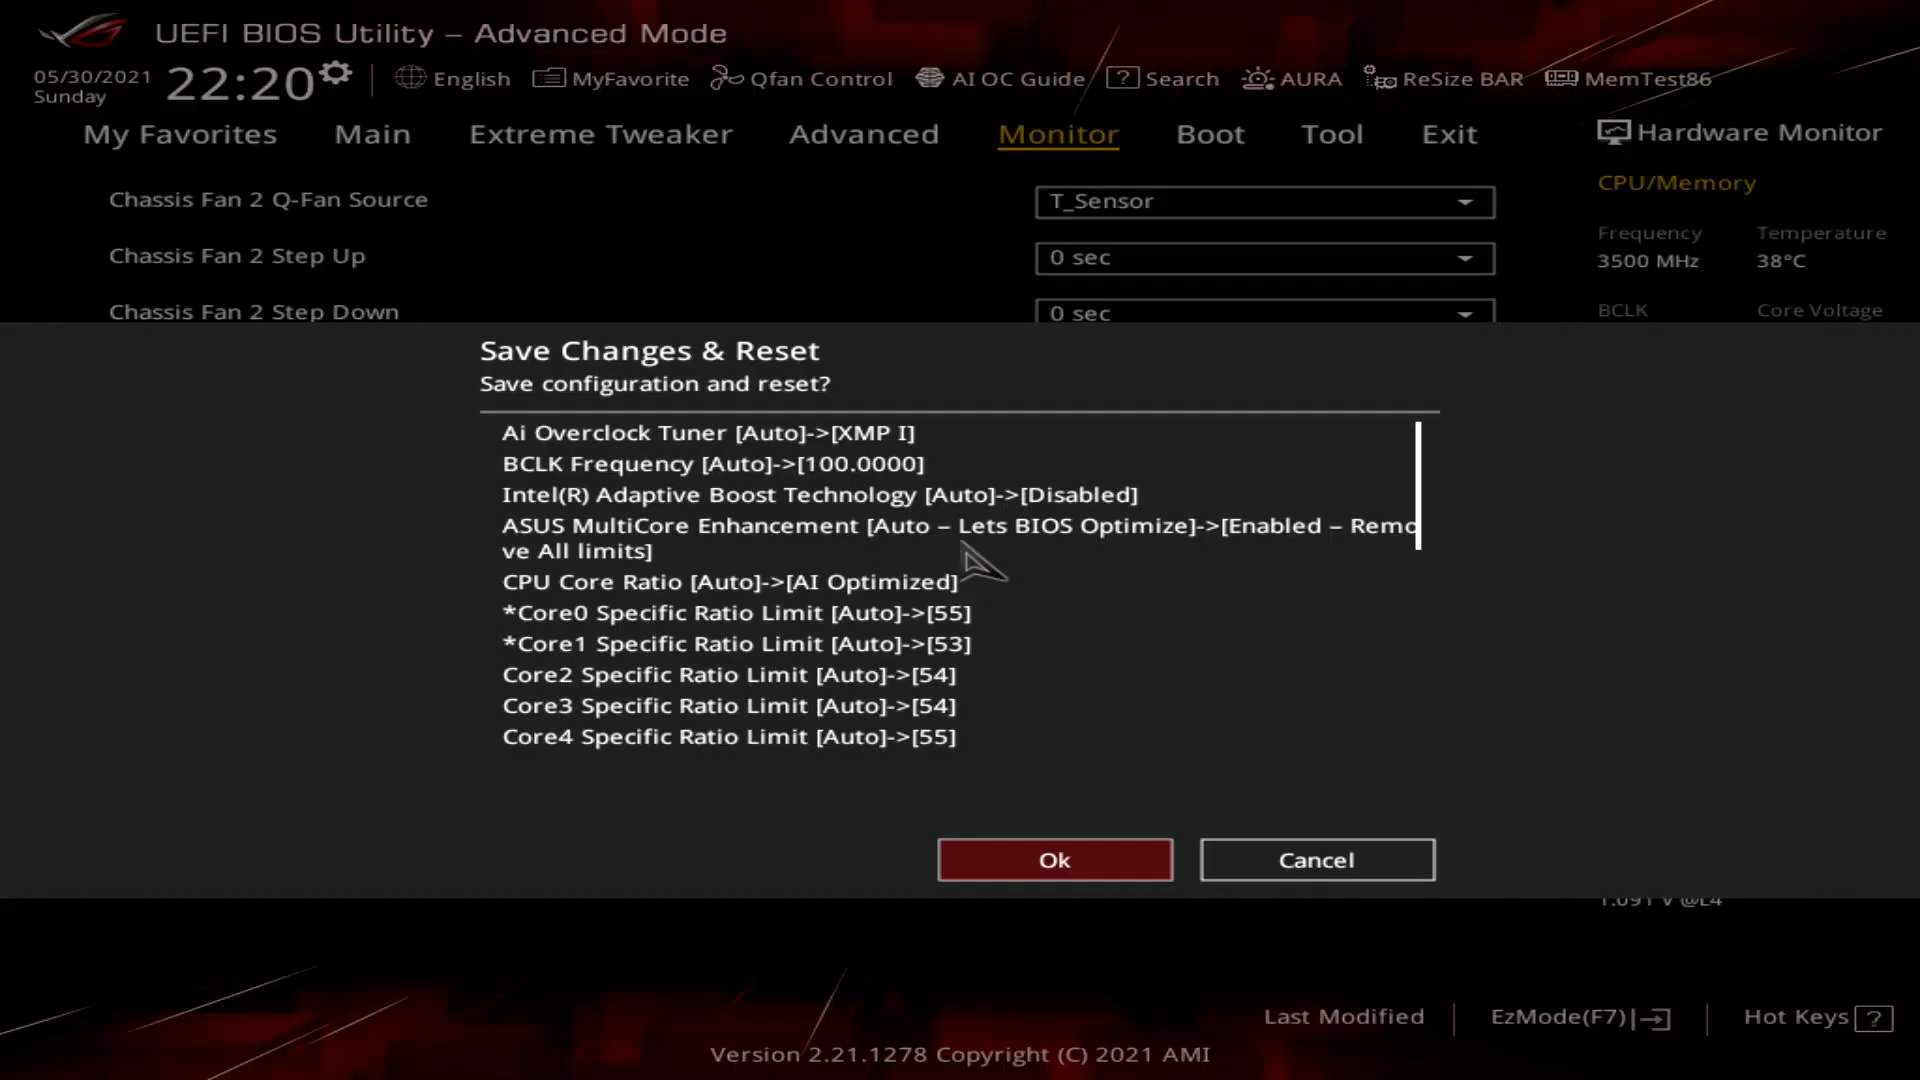 UEFI BIOS Utility – Advanced Mode
05/30/2021
Sunday
22:20
English
MyFavorite
Qfan Control
AI OC Guide
? Search
AURA
ReSize BAR
MemTest86
My Favorites
Main
Extreme Tweaker
Advanced
Monitor
Boot
Tool
Exit
Hardware Monitor
Chassis Fan 2 Q-Fan Source
T_Sensor
CPU/Memory
Chassis Fan 2 Step Up
0 sec
Frequency Temperature
3500 MHz 38°C
Chassis Fan 2 Step Down
0 sec
BCLK Core Voltage
Save Changes & Reset
Save configuration and reset?
Ai Overclock Tuner [Auto]->[XMP I]
BCLK Frequency [Auto]->[100.0000]
Intel(R) Adaptive Boost Technology [Auto]->[Disabled]
ASUS MultiCore Enhancement [Auto – Lets BIOS Optimize]->[Enabled – Remo
ve All limits]
CPU Core Ratio [Auto]->[AI Optimized]
*Core0 Specific Ratio Limit [Auto]->[55]
*Core1 Specific Ratio Limit [Auto]->[53]
Core2 Specific Ratio Limit [Auto]->[54]
Core3 Specific Ratio Limit [Auto]->[54]
Core4 Specific Ratio Limit [Auto]->[55]
Ok
Cancel
1.091 V @L4
Last Modified
EzMode(F7)
Hot Keys ?
Version 2.21.1278 Copyright (C) 2021 AMI